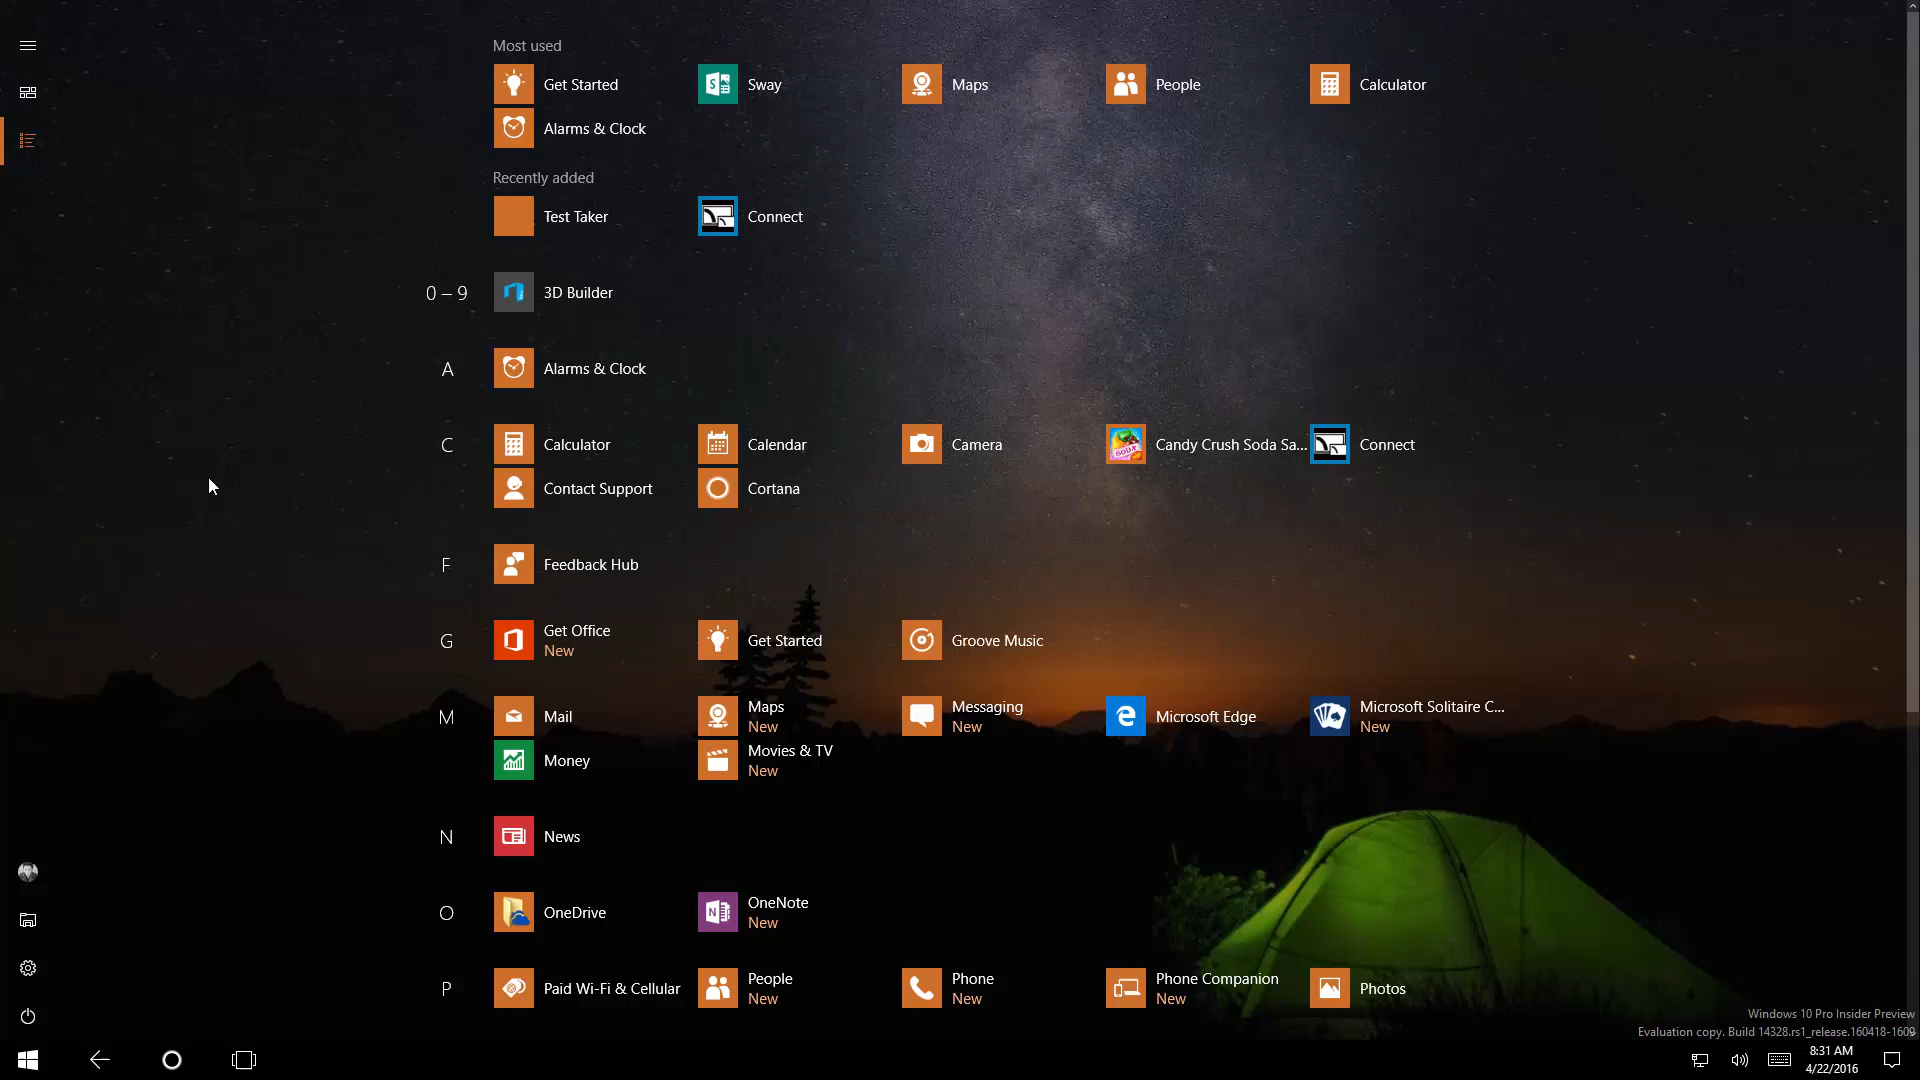 Most used
Get Started
Sway
Maps
People
Calculator
Alarms & Clock
Recently added
Test Taker
Connect
0 – 9
3D Builder
A
Alarms & Clock
C
Calculator
Calendar
Camera
Candy Crush Soda Sa...
Connect
Contact Support
Cortana
F
Feedback Hub
G
Get Office
New
Get Started
Groove Music
M
Mail
Maps
New
Messaging
New
Microsoft Edge
Microsoft Solitaire C...
New
Money
Movies & TV
New
N
News
O
OneDrive
OneNote
New
P
Paid Wi-Fi & Cellular
People
New
Phone
New
Phone Companion
New
Photos
Windows 10 Pro Insider Preview
Evaluation copy. Build 14328.rs1_release.160418-1609
8:31 AM
4/22/2016